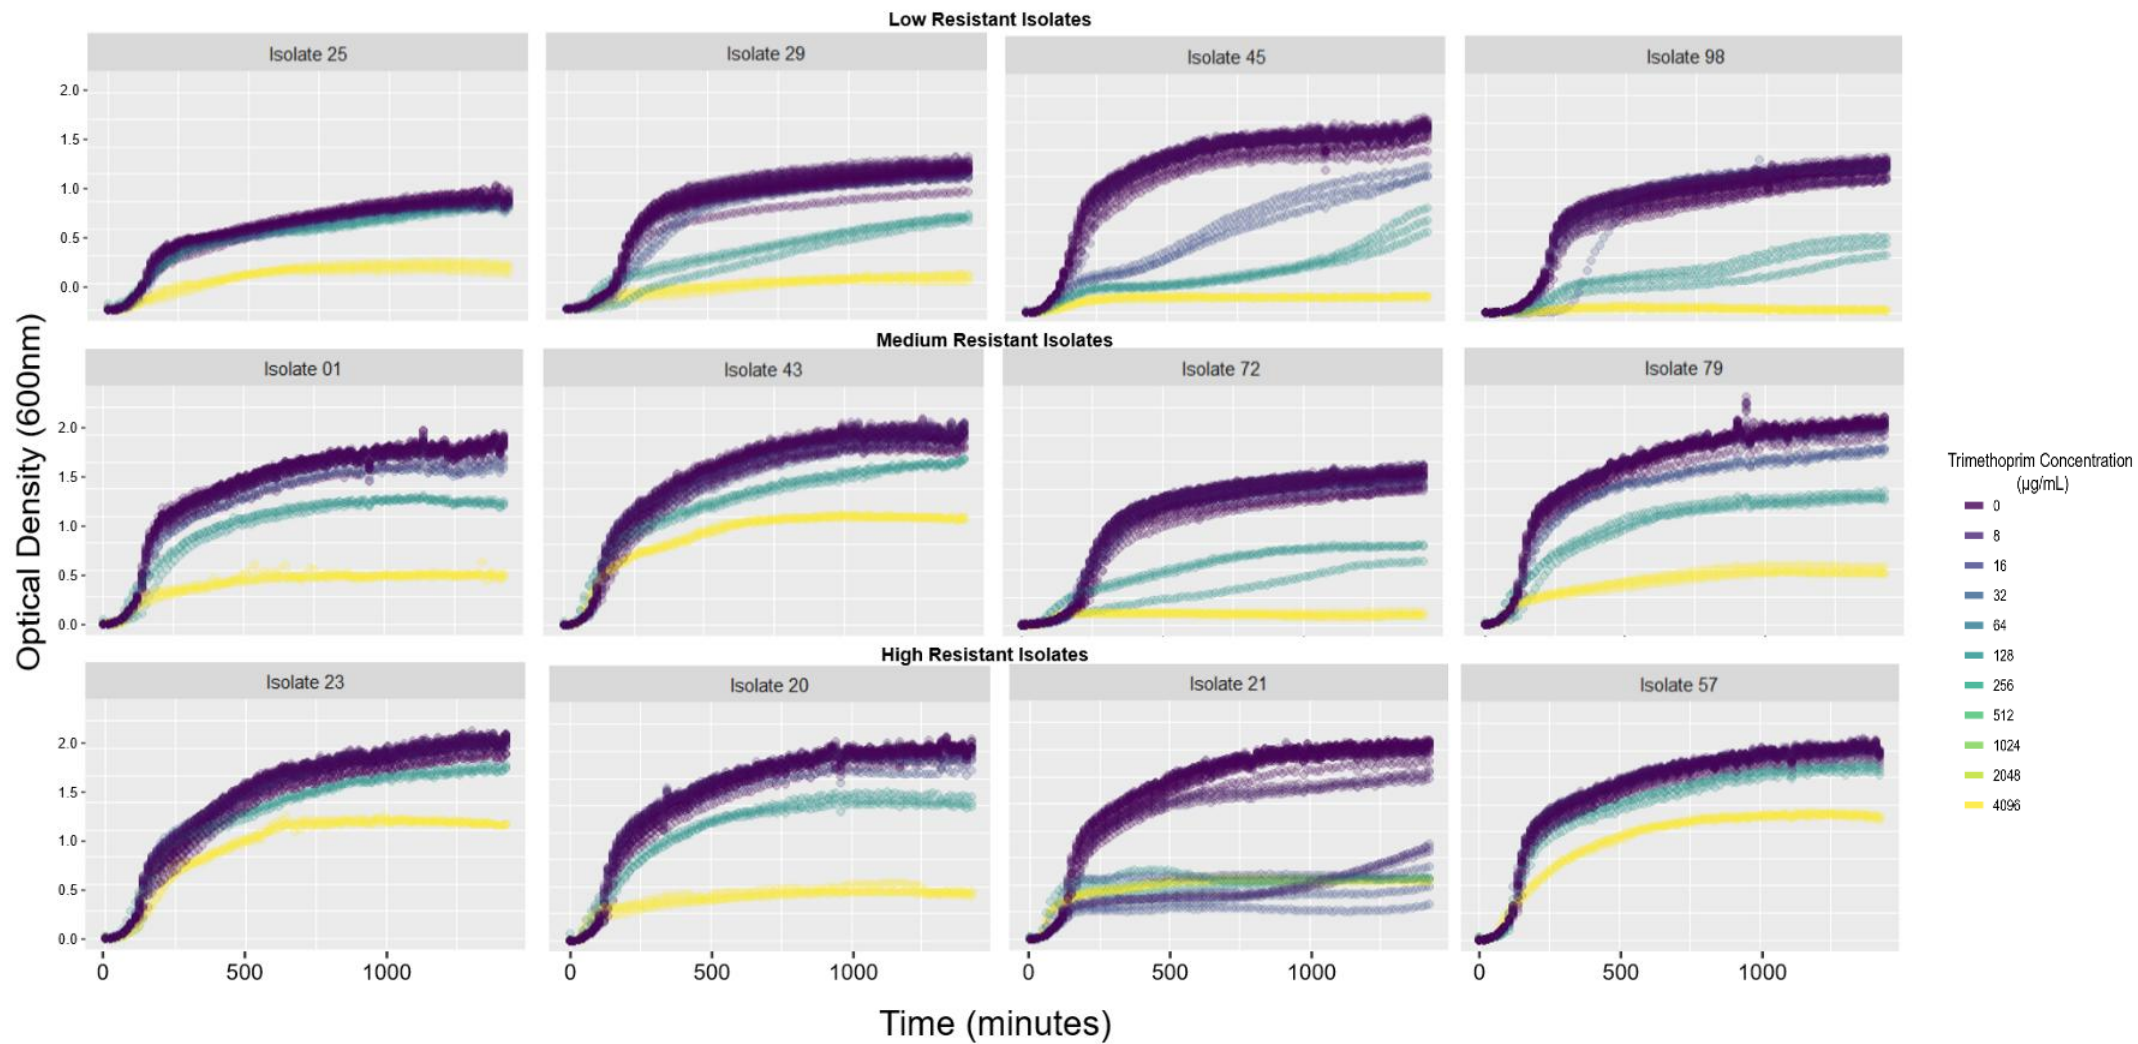 Low Resistant Isolates
Isolate 25
Isolate 29
Isolate 45
Isolate 98
2.0
1.5
1.0
0.5
0.0
Medium Resistant Isolates
Isolate 01
Isolate 43
Isolate 72
Isolate 79
2.0
1.5
1.0
0.5
0.0
High Resistant Isolates
Isolate 23
Isolate 20
Isolate 21
Isolate 57
2.0
1.5
1.0
0.5
0.0
0 500 1000
0 500 1000
0 500 1000
0 500 1000
Time (minutes)
Optical Density (600nm)
Trimethoprim Concentration
(µg/mL)
0
8
16
32
64
128
256
512
1024
2048
4096